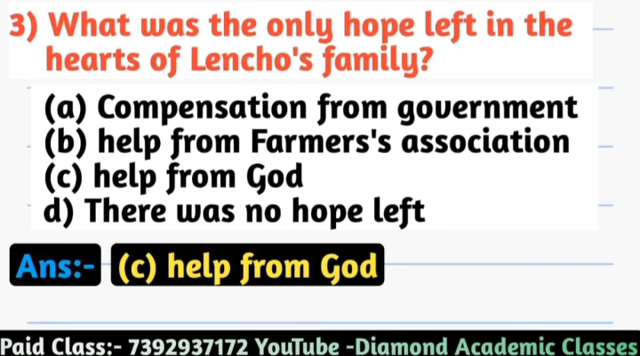 3) What was the only hope left in the
hearts of Lencho's family?
(a) Compensation from government
(b) help from Farmers's association
(c) help from God
d) There was no hope left
Ans:- (c) help from God
Paid Class:- 7392937172 YouTube -Diamond Academic Classes